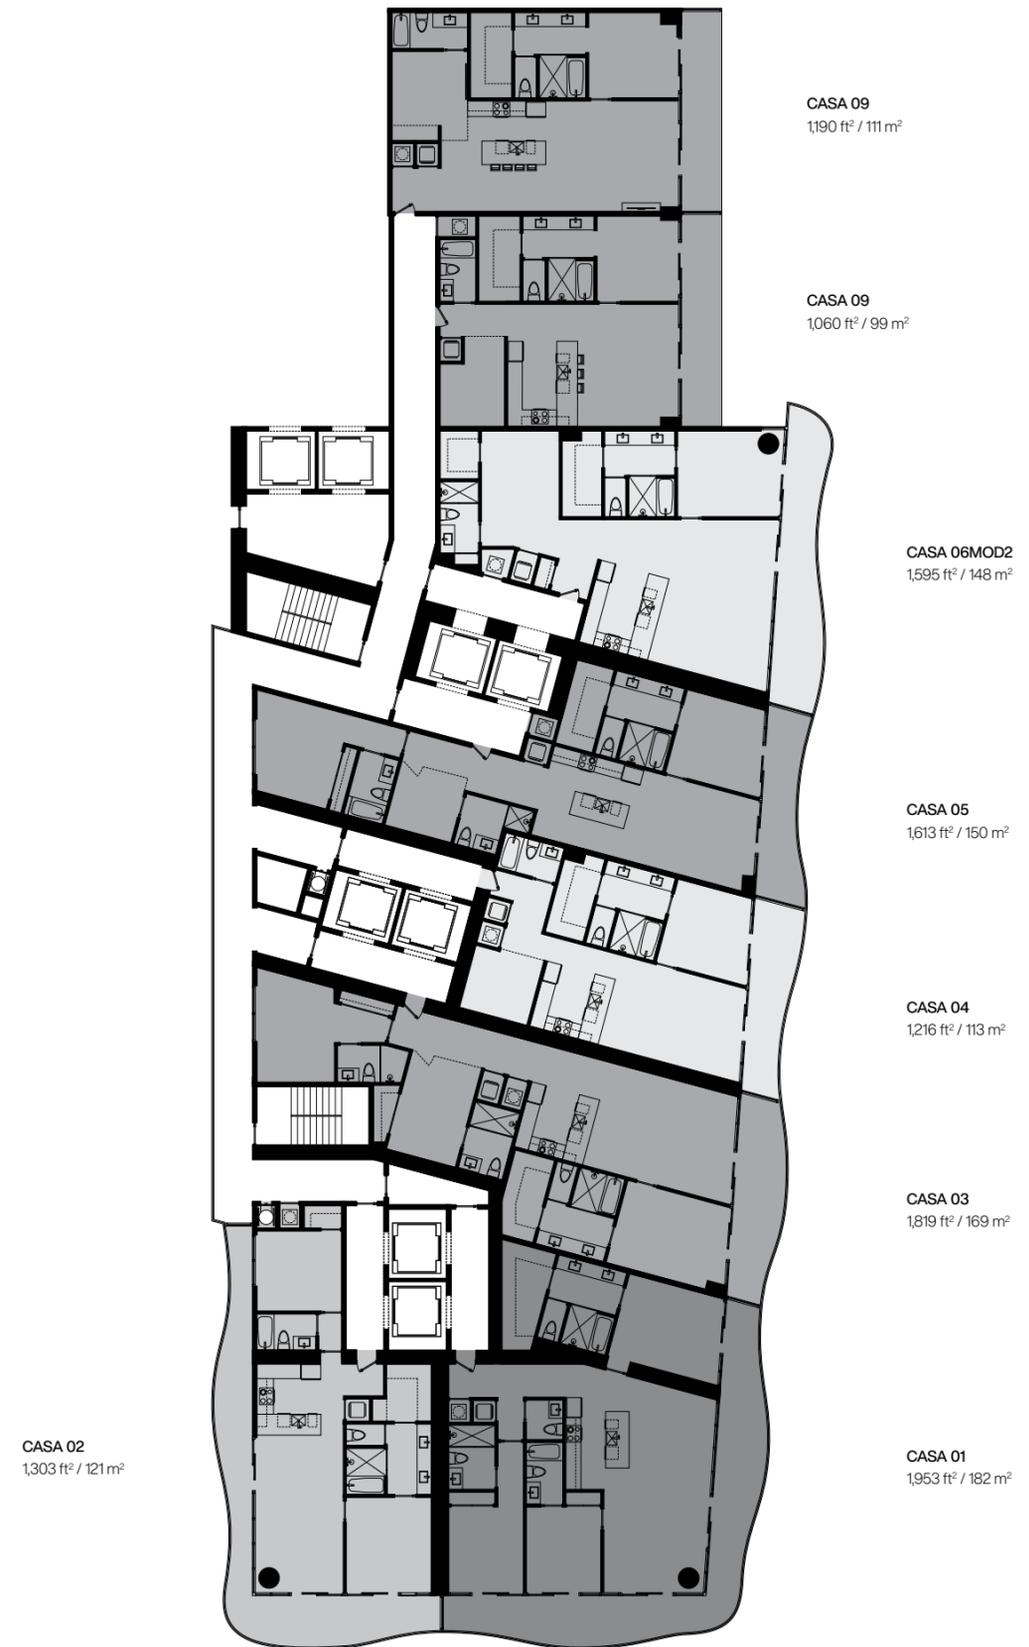 CASA 09
1,190 ft² / 111 m²
CASA 09
1,060 ft² / 99 m²
CASA 06MOD2
1,595 ft² / 148 m²
CASA 05
1,613 ft² / 150 m²
CASA 04
1,216 ft² / 113 m²
CASA 03
1,819 ft² / 169 m²
CASA 02
1,303 ft² / 121 m²
CASA 01
1,953 ft² / 182 m²